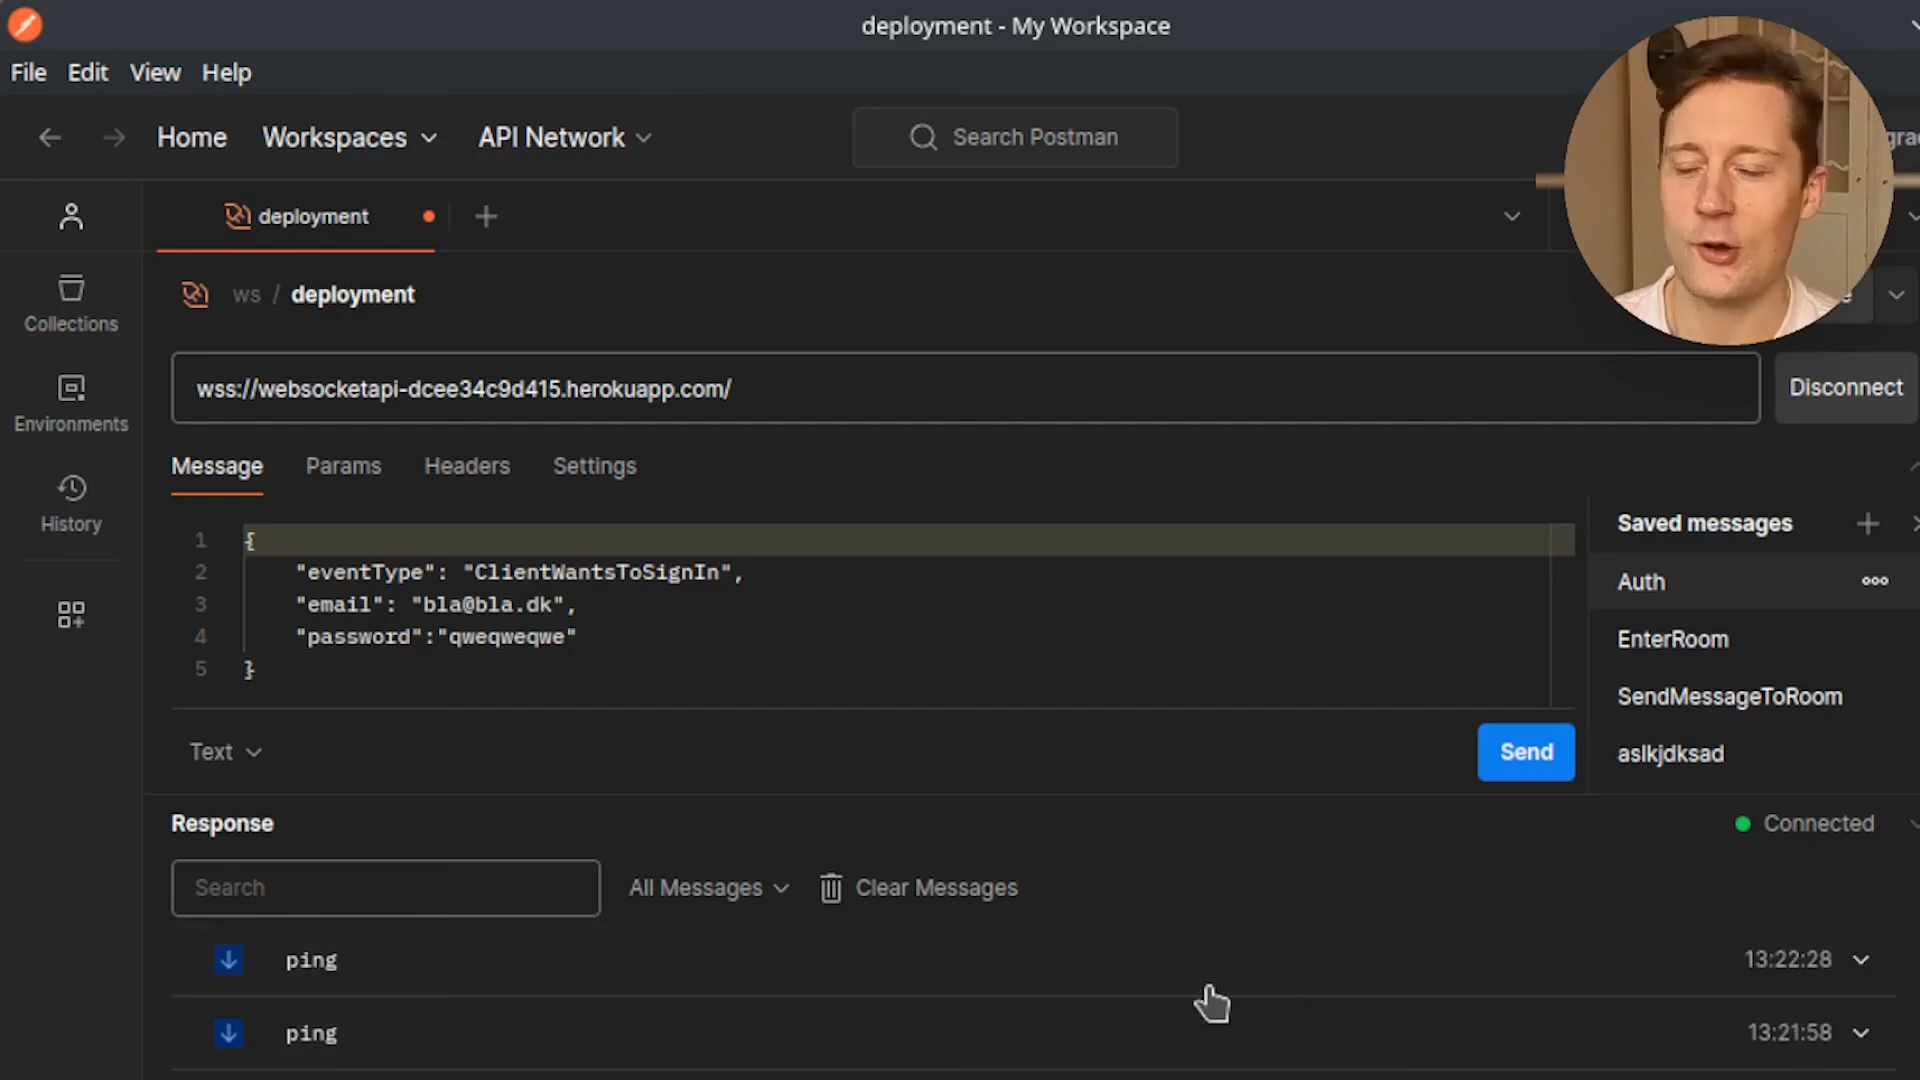 deployment - My Workspace
File Edit View Help
Home Workspaces API Network Search Postman
deployment
ws / deployment
wss://websocketapi-dcee34c9d415.herokuapp.com/ Disconnect
Message Params Headers Settings
Collections
Environments
History
1 {
2 "eventType": "ClientWantsToSignIn",
3 "email": "bla@bla.dk",
4 "password":"qweqweqwe"
5 }
Saved messages
Auth
EnterRoom
SendMessageToRoom
aslkjdksad
Text Send
Response Connected
Search All Messages Clear Messages
ping 13:22:28
ping 13:21:58